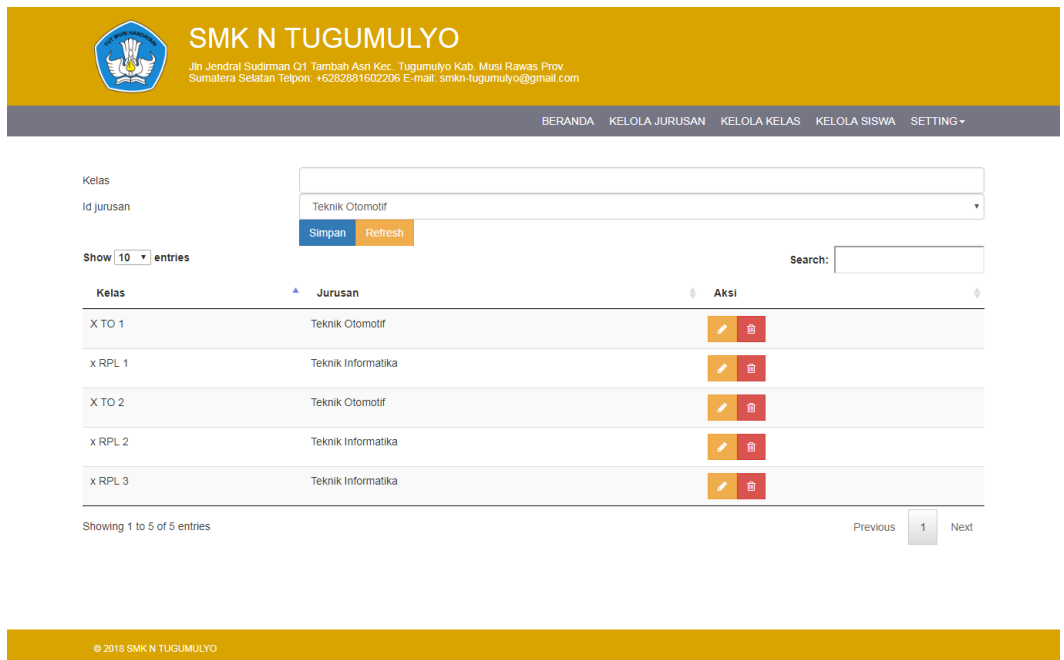 TUT WURI HANDAYANI
SMK N TUGUMULYO
Jln Jendral Sudirman Q1 Tambah Asri Kec. Tugumulyo Kab. Musi Rawas Prov.
Sumatera Selatan Telpon: +6282881602206 E-mail: smkn-tugumulyo@gmail.com
BERANDA KELOLA JURUSAN KELOLA KELAS KELOLA SISWA SETTING
Kelas
Id jurusan Teknik Otomotif
Simpan Refresh
Show 10 entries Search:
Kelas Jurusan Aksi
X TO 1 Teknik Otomotif
x RPL 1 Teknik Informatika
X TO 2 Teknik Otomotif
x RPL 2 Teknik Informatika
x RPL 3 Teknik Informatika
Showing 1 to 5 of 5 entries Previous 1 Next
© 2018 SMK N TUGUMULYO